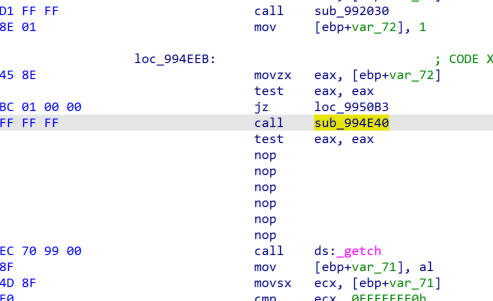 D1 FF FF call sub_992030
8E 01 mov [ebp+var_72], 1
loc_994EEB: ; CODE X
45 8E movzx eax, [ebp+var_72]
test eax, eax
BC 01 00 00 jz loc_9950B3
FF FF FF call sub_994E40
test eax, eax
nop
nop
nop
nop
nop
nop
EC 70 99 00 call ds:_getch
8F mov [ebp+var_71], al
4D 8F movsx ecx, [ebp+var_71]
E0 cmp ecx, 0FFFFFFE0h